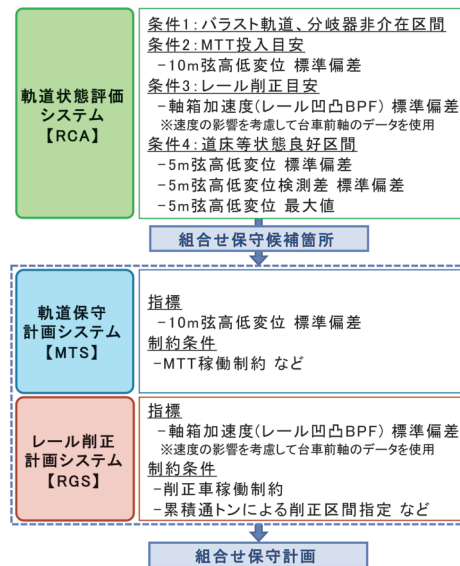 軌道状態評価
システム
【RCA】
条件1:バラスト軌道、分岐器非介在区間
条件2:MTT投入目安
−10m弦高低変位 標準偏差
条件3:レール削正目安
−軸箱加速度(レール凹凸BPF) 標準偏差
※速度の影響を考慮して台車前軸のデータを使用
条件4:道床等状態良好区間
−5m弦高低変位 標準偏差
−5m弦高低変位検測差 標準偏差
−5m弦高低変位 最大値
組合せ保守候補箇所
軌道保守
計画システム
【MTS】
指標
−10m弦高低変位 標準偏差
制約条件
−MTT稼働制約 など
レール削正
計画システム
【RGS】
指標
−軸箱加速度(レール凹凸BPF) 標準偏差
※速度の影響を考慮して台車前軸のデータを使用
制約条件
−削正車稼働制約
−累積通トンによる削正区間指定 など
組合せ保守計画